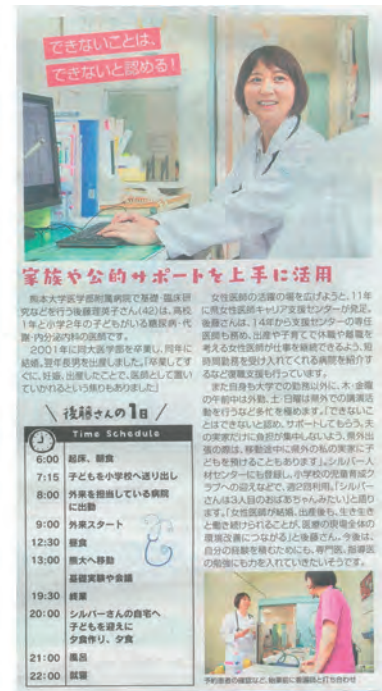 できないことは、
できないと認める！
家族や公的サポートを上手に活用
熊本大学医学部附属病院で基礎・臨床研
究などを行う後藤理英子さん(42)は、高校
1年と小学2年の子どもがいる糖尿病・代
謝・内分泌内科の医師です。
2001年に同大医学部を卒業し、同年に
結婚。翌年長男を出産しました。「卒業してす
ぐに、妊娠、出産したことで、医師として置い
ていかれるという焦りもありました」
後藤さんの1日
Time Schedule
6:00 起床、朝食
7:15 子どもを小学校へ送り出し
8:00 外来を担当している病院
に出勤
9:00 外来スタート
12:30 昼食
13:00 熊大へ移動
基礎実験や会議
19:30 終業
20:00 シルバーさんの自宅へ
子どもを迎えに
夕食作り、夕食
21:00 風呂
22:00 就寝
女性医師の活躍の場を広げようと、11年
に県女性医師キャリア支援センターが発足。
後藤さんは、14年から支援センターの専任
医師も務め、出産や子育てで休職や離職を
考える女性医師が仕事を継続できるよう、短
時間勤務を受け入れてくれる病院を紹介す
るなど復職支援も行っています。
また自身も大学での勤務以外に、木・金曜
の午前中は外勤、土・日曜は県外での講演活
動を行うなど多忙を極めます。「できないこ
とはできないと認め、サポートしてもらう。夫
の実家だけに負担が集中しないよう、県外出
張の際は、移動途中に県外の私の実家に子
どもを預けることもあります」。シルバー人
材センターにも登録し、小学校の児童育成ク
ラブへの迎えなどで、週2回利用。「シルバー
さんは3人目のおばあちゃんみたい」と語り
ます。「女性医師が結婚、出産後も、生き生き
と働き続けられることが、医療の現場全体の
環境改善につながる」と後藤さん。今後は、
自分の経験を積むためにも、専門医、指導医
の勉強にも力を入れていきたいそうです。
予約患者の確認など、始業前に看護師と打ち合わせ